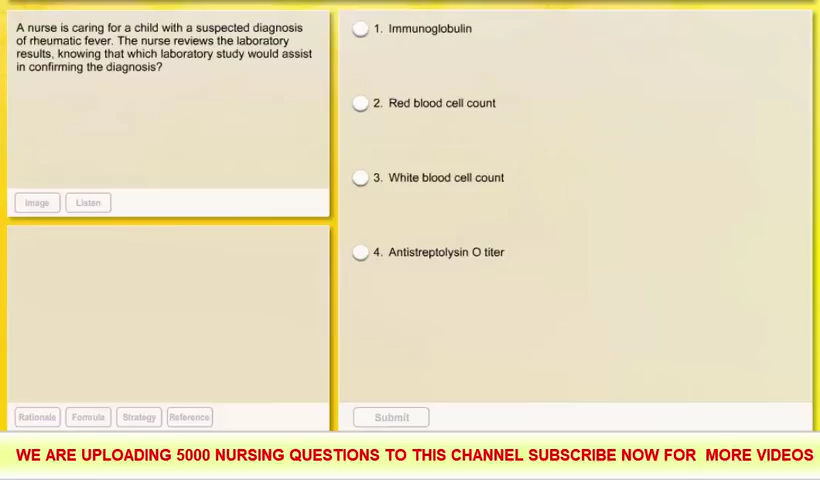 A nurse is caring for a child with a suspected diagnosis
of rheumatic fever. The nurse reviews the laboratory
results, knowing that which laboratory study would assist
in confirming the diagnosis?
Image Listen
1. Immunoglobulin
2. Red blood cell count
3. White blood cell count
4. Antistreptolysin O titer
Rationale Formula Strategy Reference
Submit
WE ARE UPLOADING 5000 NURSING QUESTIONS TO THIS CHANNEL SUBSCRIBE NOW FOR MORE VIDEOS